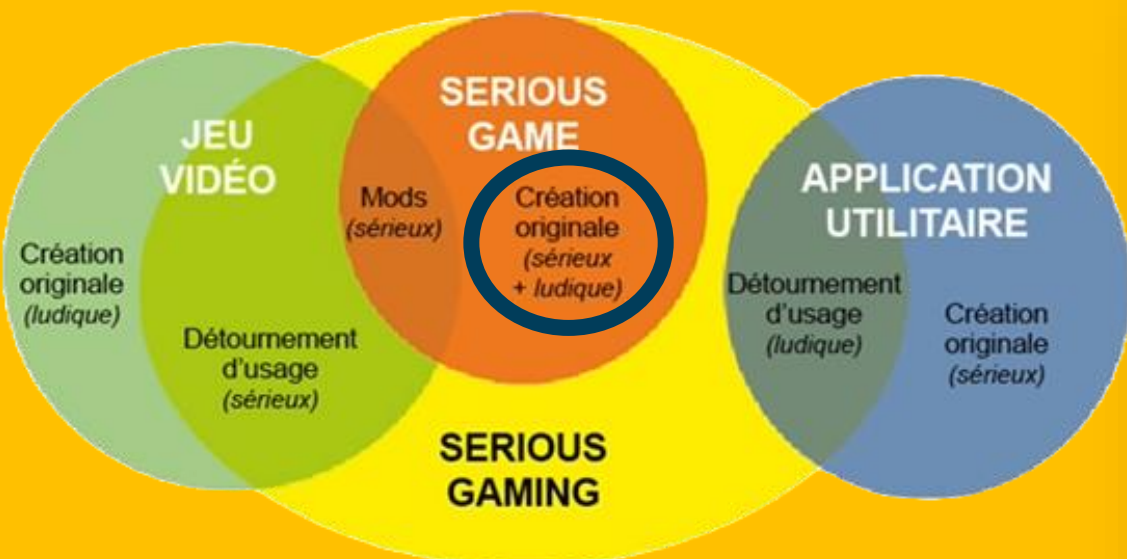 JEU
VIDÉO
Création
originale
(ludique)
Détournement
d'usage
(sérieux)
Mods
(sérieux)
SERIOUS
GAME
Création
originale
(sérieux
+ ludique)
SERIOUS
GAMING
APPLICATION
UTILITAIRE
Détournement
d'usage
(ludique)
Création
originale
(sérieux)